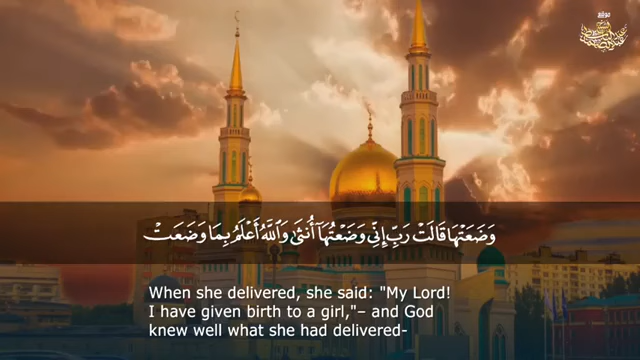 وَضَعَتْهَا قَالَتْ رَبِّ إِنِّي وَضَعْتُهَا أُنثَىٰ وَاللَّهُ أَعْلَمُ بِمَا وَضَعَتْ
When she delivered, she said: "My Lord!
I have given birth to a girl,"– and God
knew well what she had delivered-